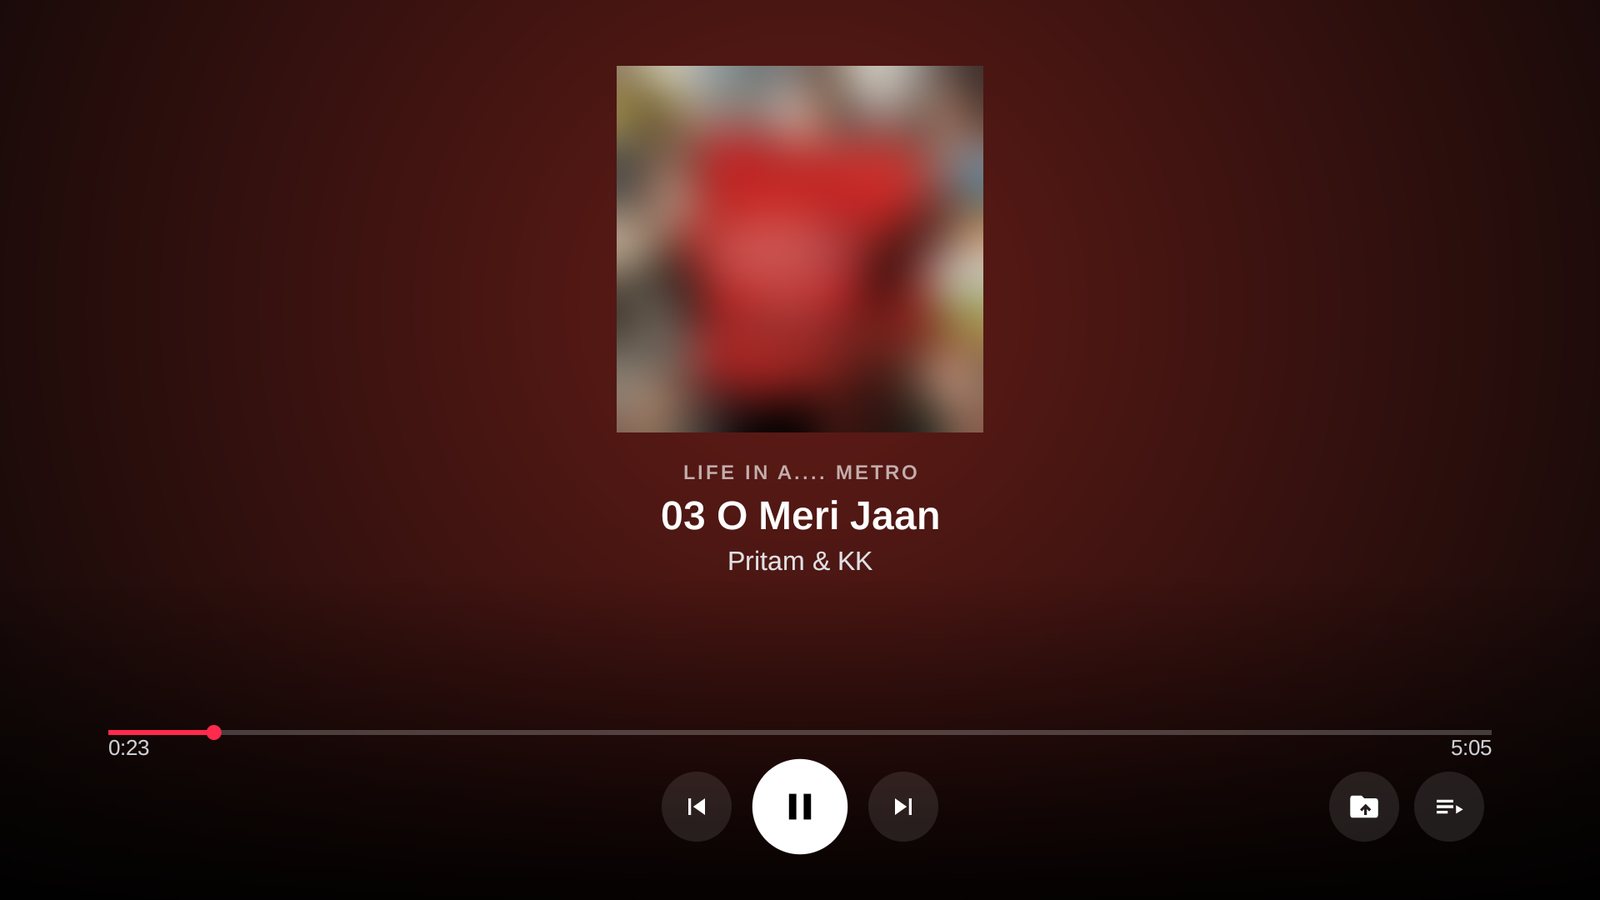 LIFE IN A.... METRO
03 O Meri Jaan
Pritam & KK
0:23
5:05